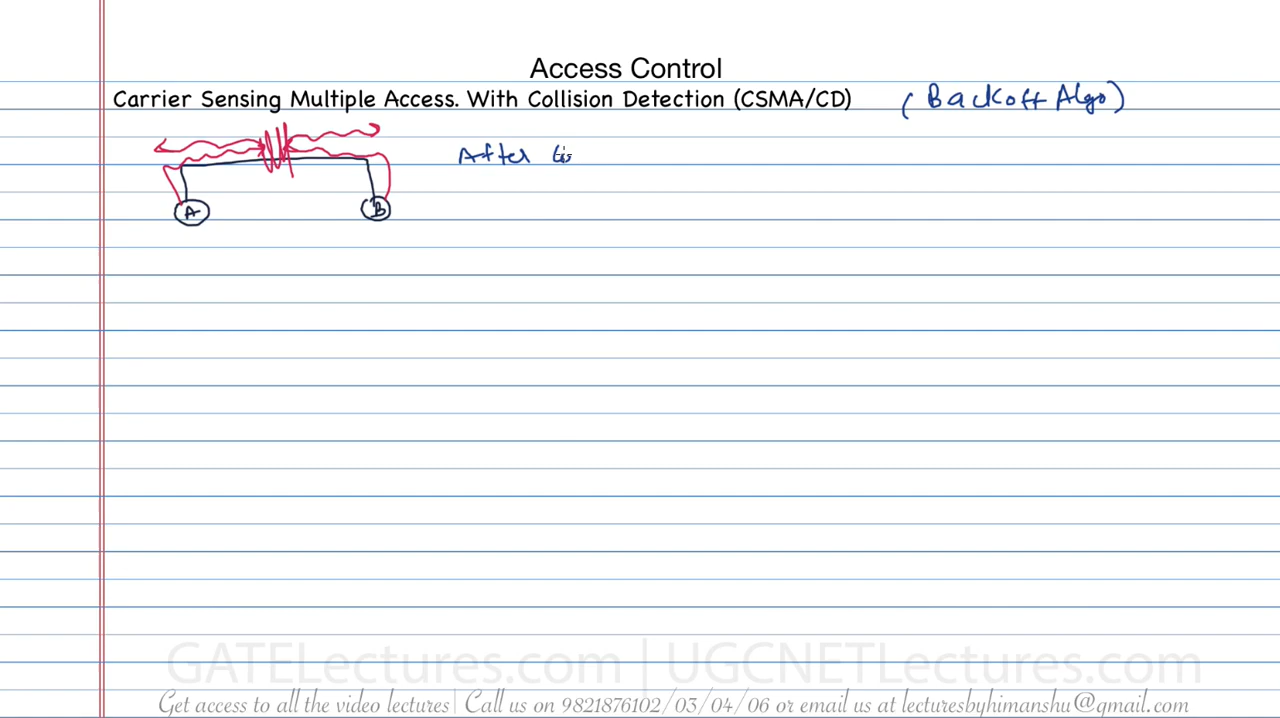 Access Control
Carrier Sensing Multiple Access. With Collision Detection (CSMA/CD) (Backoff Algo)
After
A
B
GATELectures.com | UGCNETLectures.com
Get access to all the video lectures | Call us on 9821876102/03/04/06 or email us at lecturesbyhimanshu@gmail.com